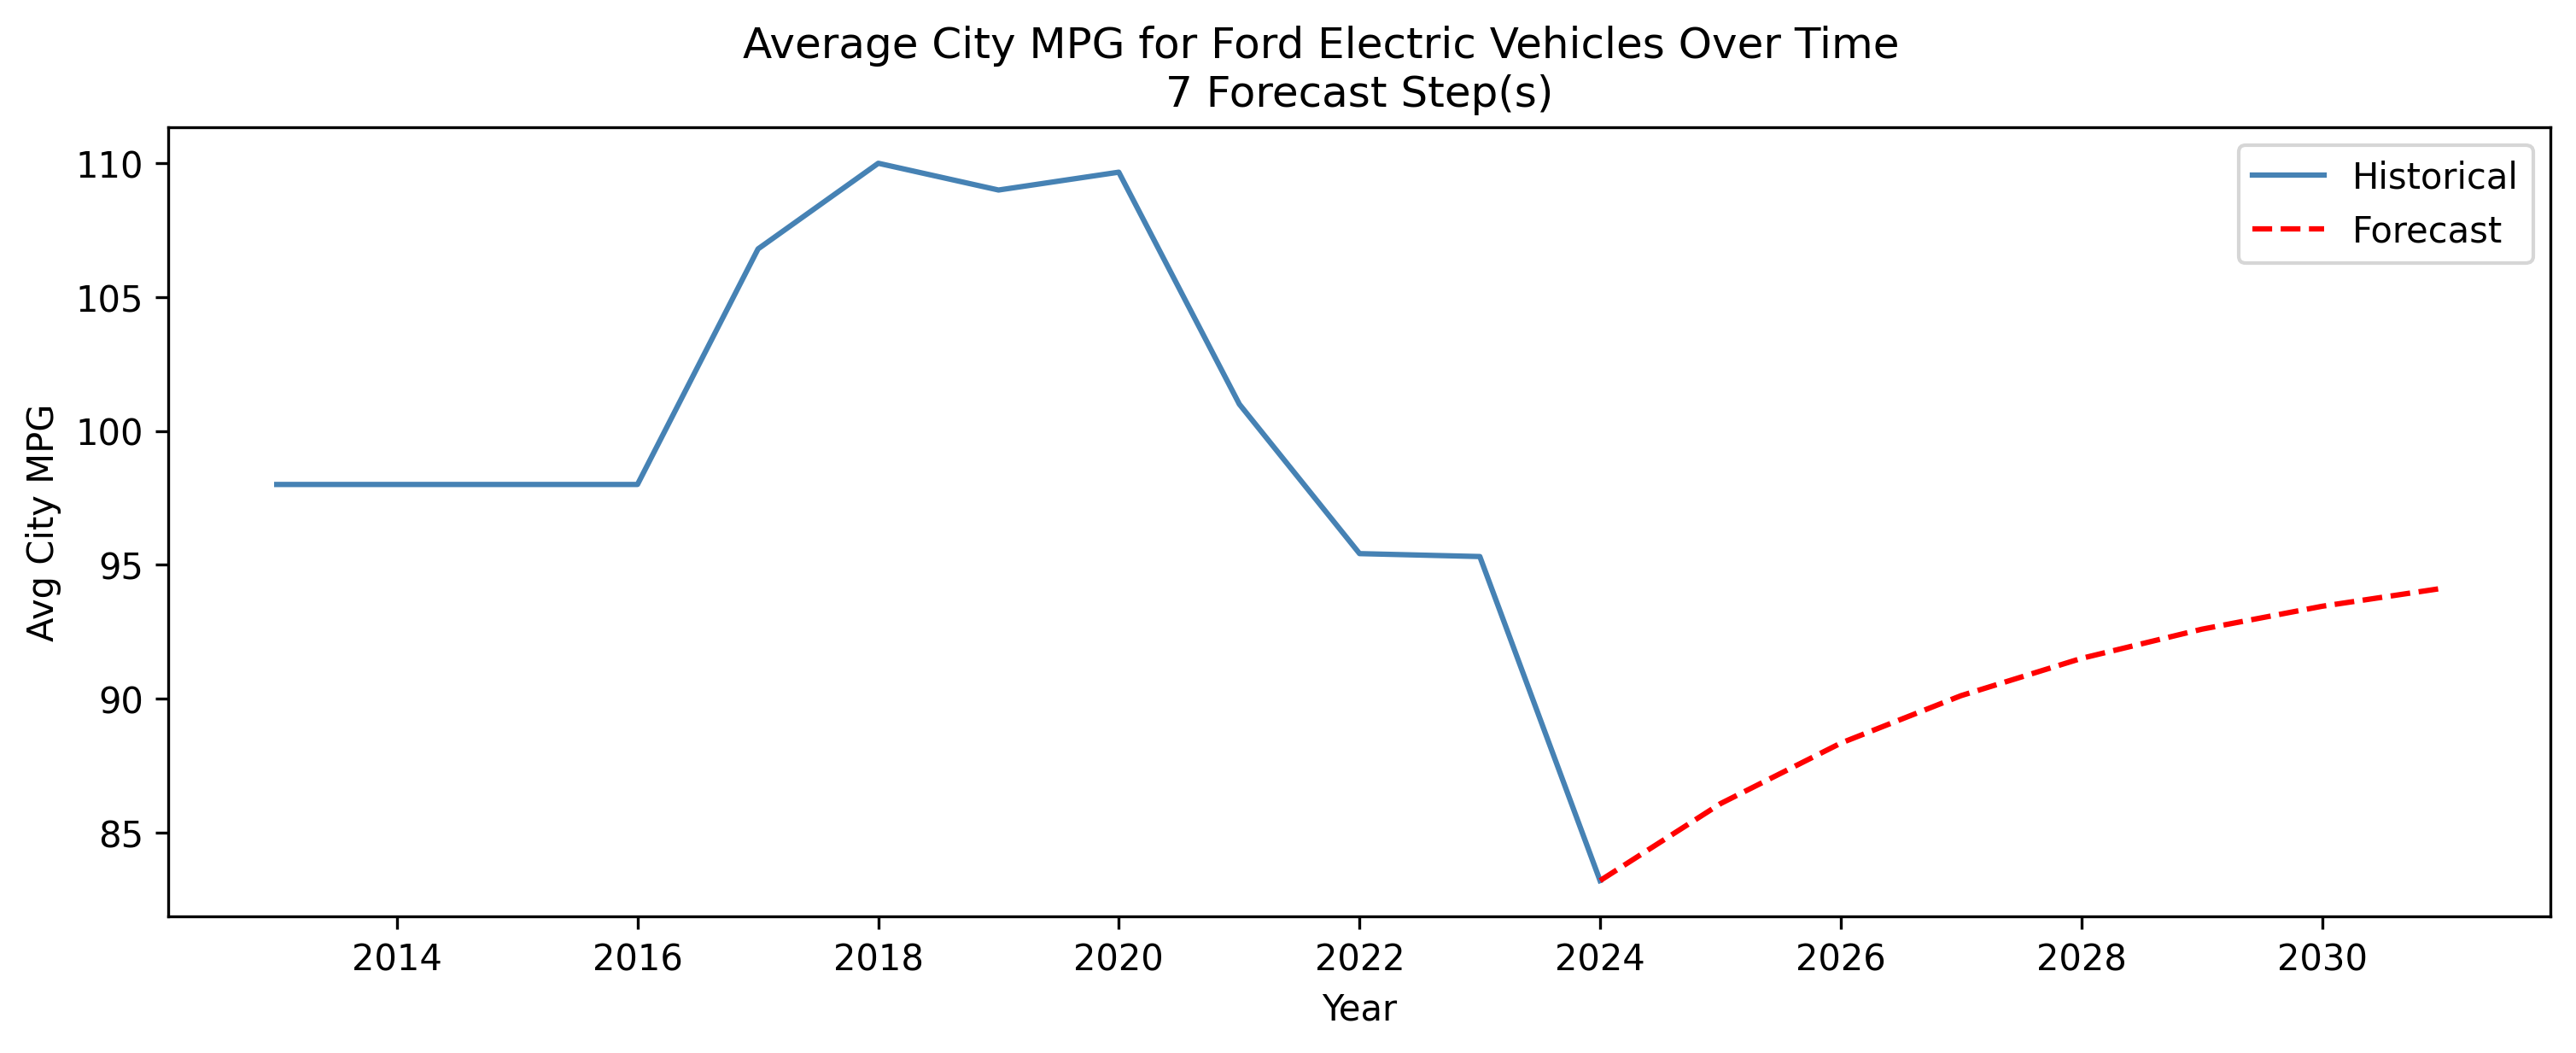 Average City MPG for Ford Electric Vehicles Over Time
7 Forecast Step(s)
Historical
Forecast
Avg City MPG
110
105
100
95
90
85
2014
2016
2018
2020
2022
2024
2026
2028
2030
Year